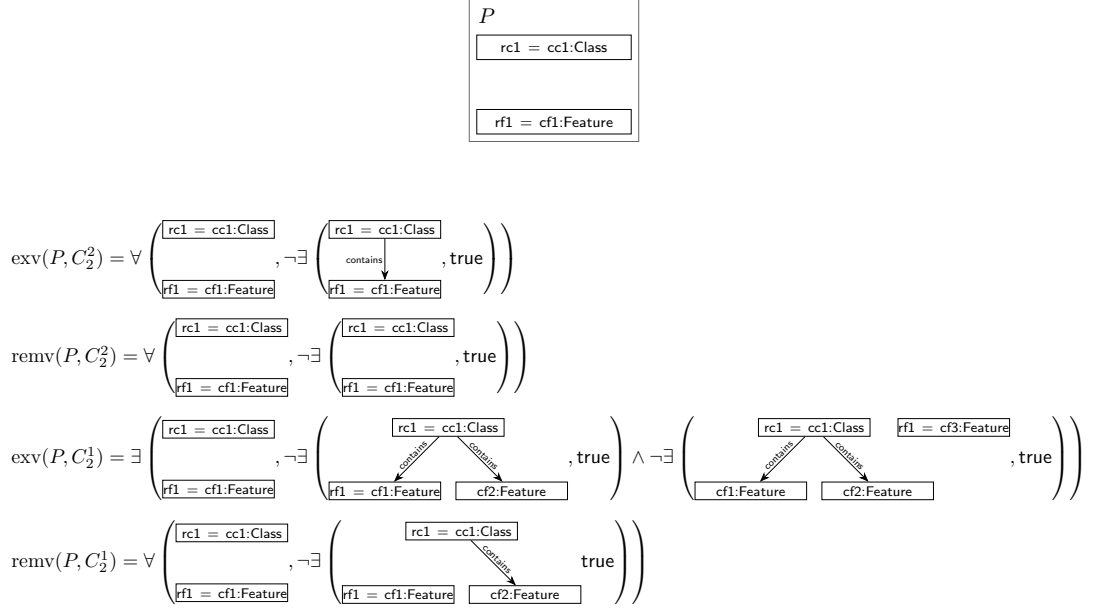 P
rc1 = cc1:Class
rf1 = cf1:Feature
exv(P, C_2^2) = ∀ ( rc1 = cc1:Class rf1 = cf1:Feature , ¬∃ ( rc1 = cc1:Class contains rf1 = cf1:Feature , true ) )
remv(P, C_2^2) = ∀ ( rc1 = cc1:Class rf1 = cf1:Feature , ¬∃ ( rc1 = cc1:Class rf1 = cf1:Feature , true ) )
exv(P, C_2^1) = ∃ ( rc1 = cc1:Class rf1 = cf1:Feature , ¬∃ ( rc1 = cc1:Class contains contains rf1 = cf1:Feature cf2:Feature , true ) ∧ ¬∃ ( rc1 = cc1:Class rf1 = cf3:Feature contains contains cf1:Feature cf2:Feature , true ) )
remv(P, C_2^1) = ∀ ( rc1 = cc1:Class rf1 = cf1:Feature , ¬∃ ( rc1 = cc1:Class contains rf1 = cf1:Feature cf2:Feature true ) )